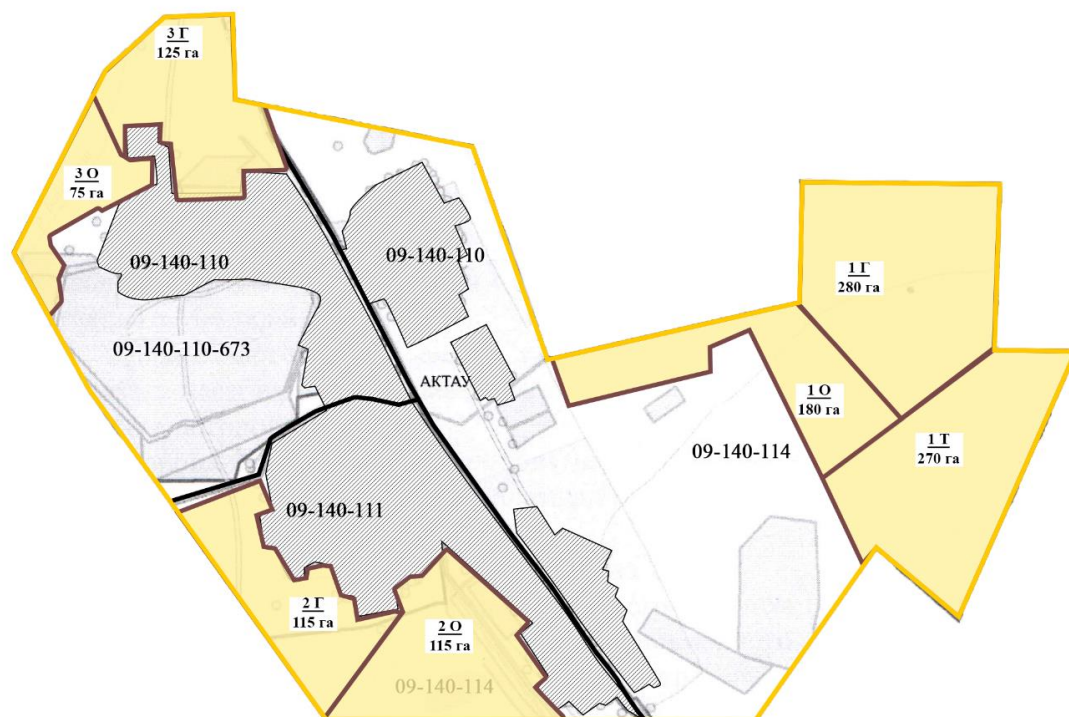 3 Г
125 га
3 О
75 га
09-140-110
09-140-110
1 Г
280 га
09-140-110-673
АКТАУ
1 О
180 га
09-140-114
1 Т
270 га
09-140-111
2 Г
115 га
2 О
115 га
09-140-114